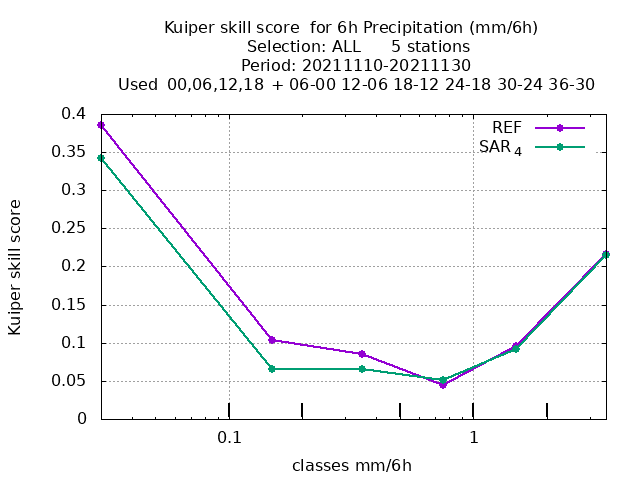 Kuiper skill score  for 6h Precipitation (mm/6h)
Selection: ALL      5 stations
Period: 20211110-20211130
Used  00,06,12,18  + 06-00 12-06 18-12 24-18 30-24 36-30
REF
SAR 4
0.4
0.35
0.3
0.25
0.2
0.15
0.1
0.05
0
Kuiper skill score
0.1
1
classes mm/6h